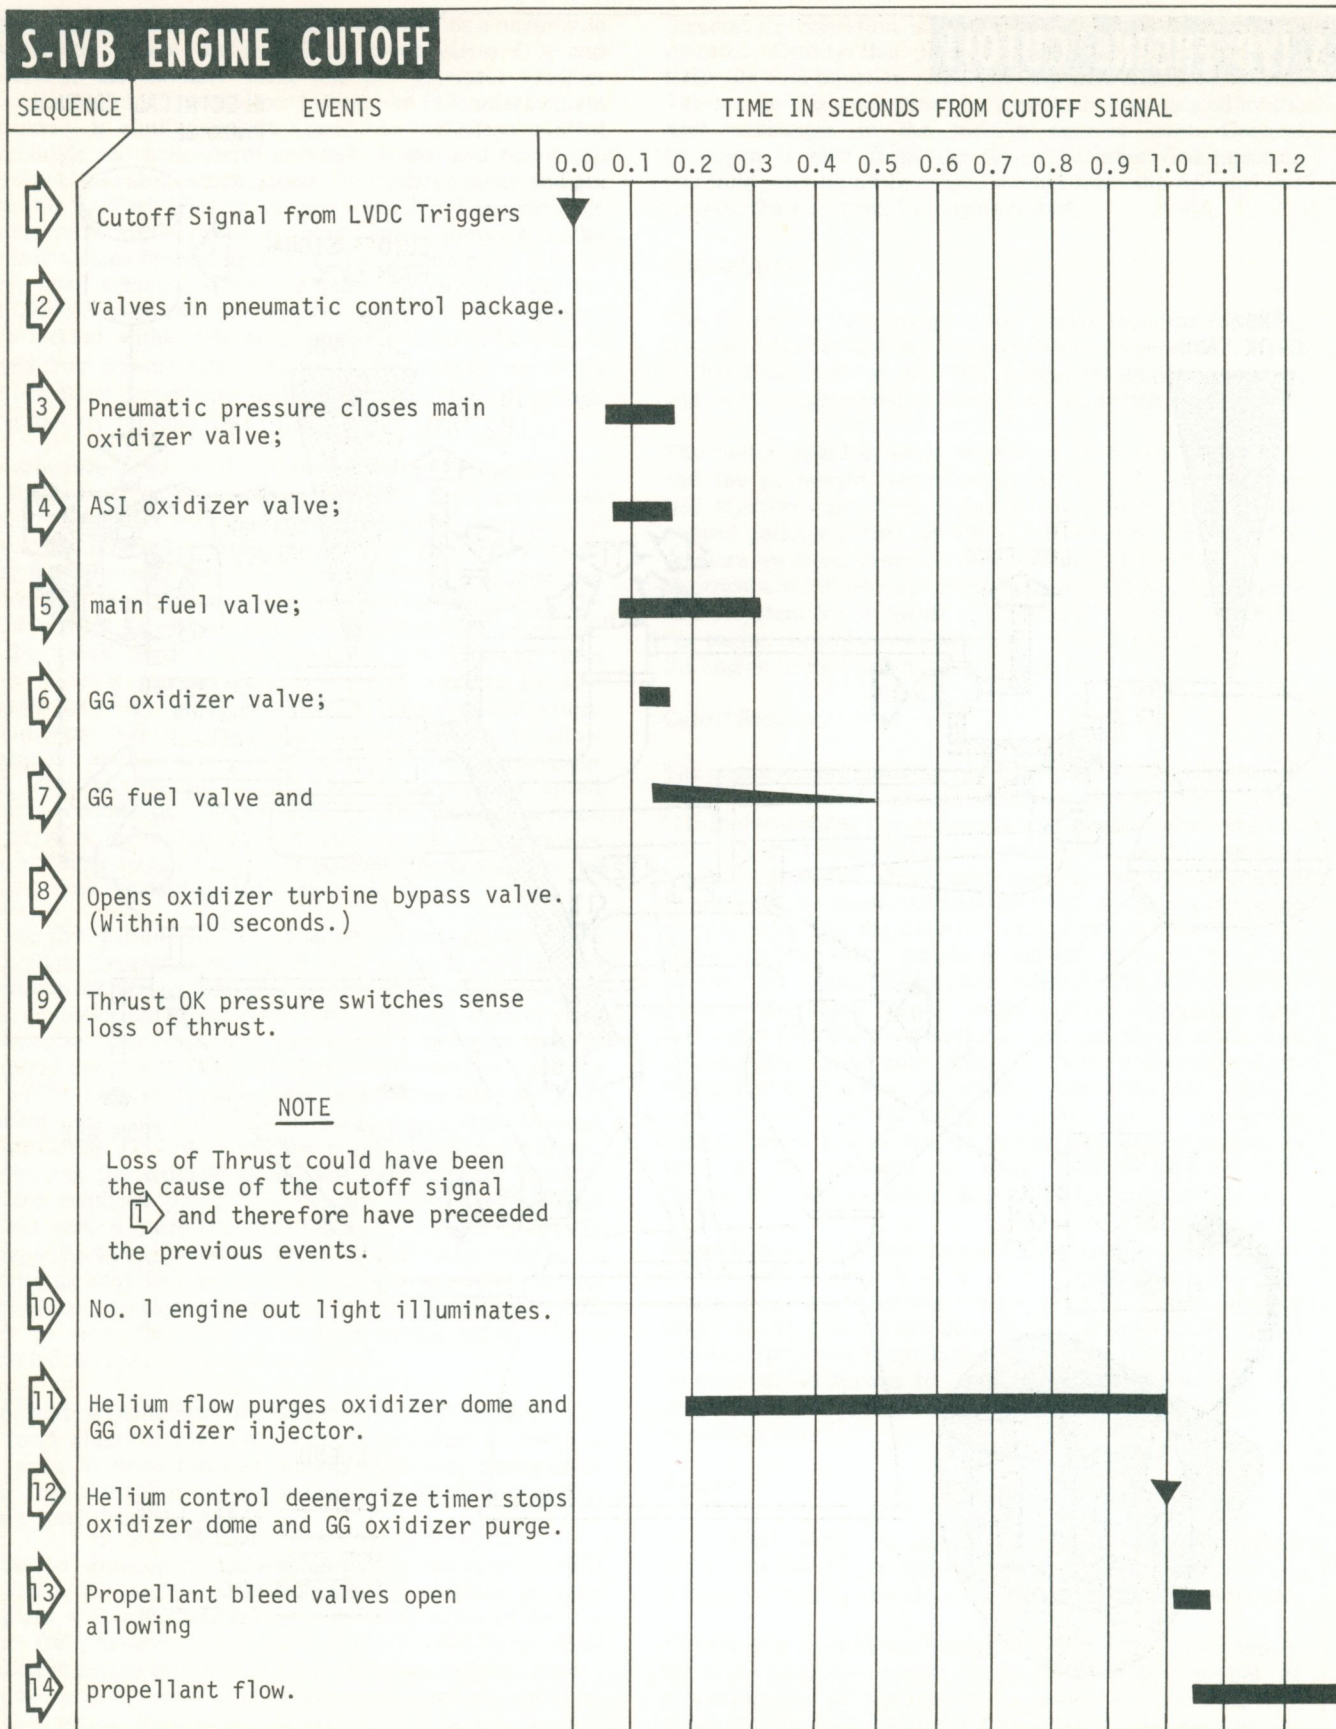 S-IVB ENGINE CUTOFF
SEQUENCE EVENTS TIME IN SECONDS FROM CUTOFF SIGNAL
0.0 0.1 0.2 0.3 0.4 0.5 0.6 0.7 0.8 0.9 1.0 1.1 1.2
1 Cutoff Signal from LVDC Triggers
2 valves in pneumatic control package.
3 Pneumatic pressure closes main
oxidizer valve;
4 ASI oxidizer valve;
5 main fuel valve;
6 GG oxidizer valve;
7 GG fuel valve and
8 Opens oxidizer turbine bypass valve.
(Within 10 seconds.)
9 Thrust OK pressure switches sense
loss of thrust.
NOTE
Loss of Thrust could have been
the cause of the cutoff signal
1 and therefore have preceeded
the previous events.
10 No. 1 engine out light illuminates.
11 Helium flow purges oxidizer dome and
GG oxidizer injector.
12 Helium control deenergize timer stops
oxidizer dome and GG oxidizer purge.
13 Propellant bleed valves open
allowing
14 propellant flow.